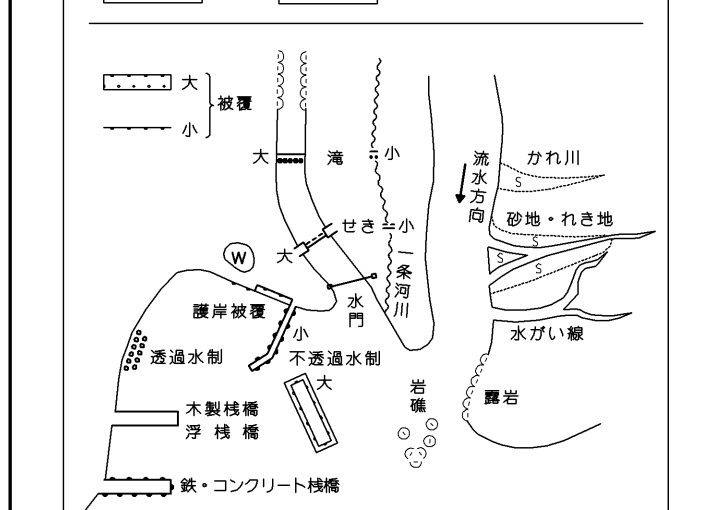 大
被覆
小
大 滝 小
流水方向
かれ川
S
砂地・れき地
S
S
S
せき 小
大
W
一条河川
護岸被覆
水門
小
水がい線
透過水制
不透過水制
大
岩礁
露岩
木製桟橋
浮桟橋
鉄・コンクリート桟橋